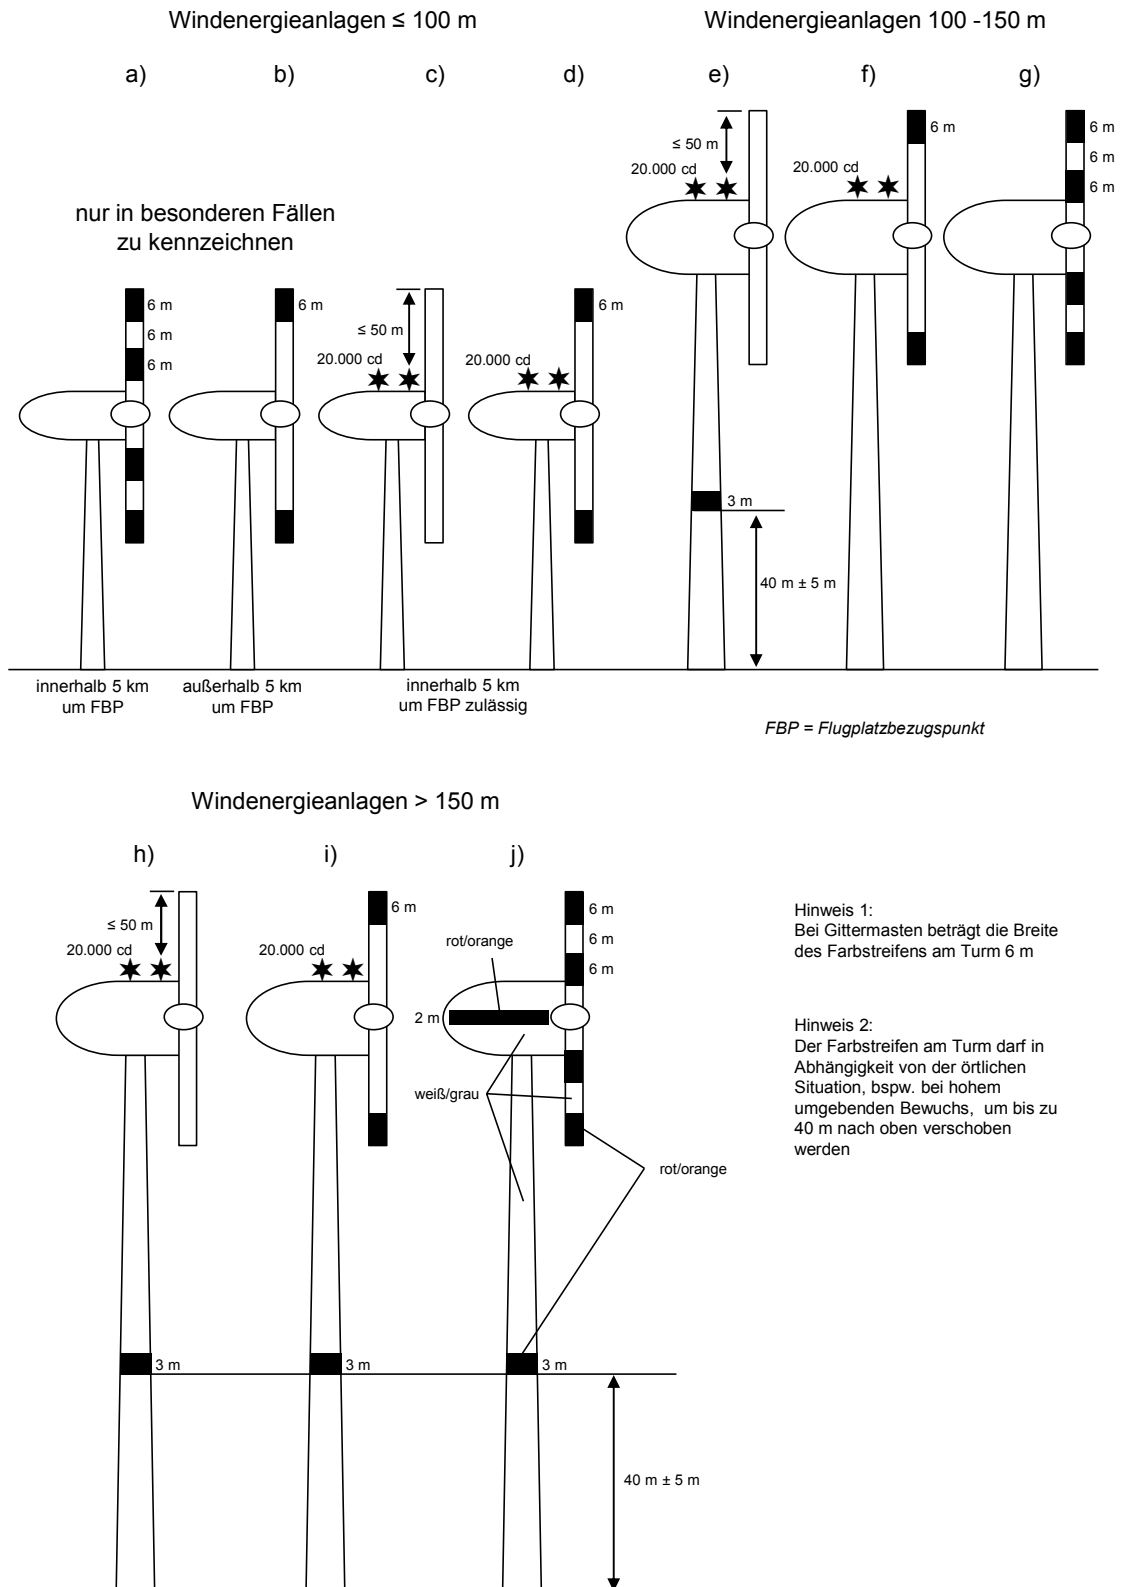 Windenergieanlagen ≤ 100 m
Windenergieanlagen 100 -150 m
a)
b)
c)
d)
e)
f)
g)
nur in besonderen Fällen
zu kennzeichnen
6 m
6 m
6 m
6 m
≤ 50 m
20.000 cd
20.000 cd
6 m
≤ 50 m
20.000 cd
3 m
40 m ± 5 m
20.000 cd
6 m
6 m
6 m
6 m
innerhalb 5 km
um FBP
außerhalb 5 km
um FBP
innerhalb 5 km
um FBP zulässig
FBP = Flugplatzbezugspunkt
Windenergieanlagen > 150 m
h)
i)
j)
≤ 50 m
20.000 cd
3 m
20.000 cd
6 m
3 m
rot/orange
2 m
weiß/grau
6 m
6 m
6 m
rot/orange
3 m
40 m ± 5 m
Hinweis 1:
Bei Gittermasten beträgt die Breite
des Farbstreifens am Turm 6 m
Hinweis 2:
Der Farbstreifen am Turm darf in
Abhängigkeit von der örtlichen
Situation, bspw. bei hohem
umgebenden Bewuchs,  um bis zu
40 m nach oben verschoben
werden